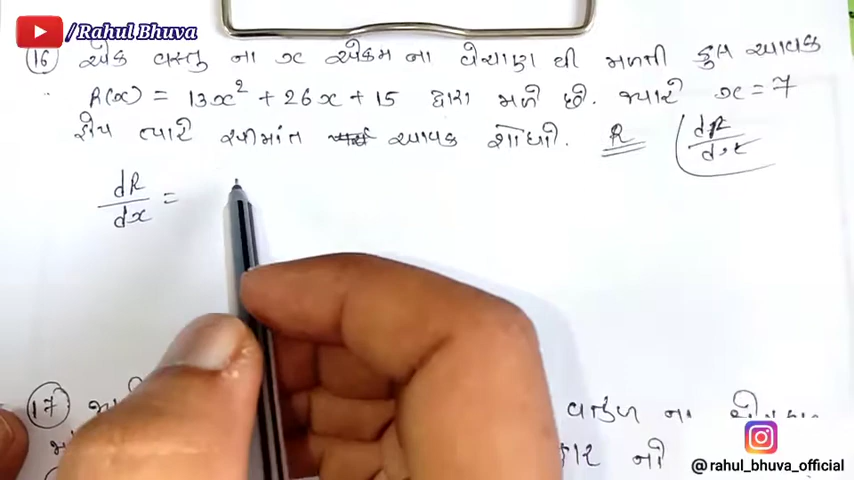 / Rahul Bhuva
(16) એક વસ્તુ ના x એકમ ના વેચાણ થી મળતી કુલ આવક
R(x) = 13x² + 26x + 15 દ્વારા મળે છે. જ્યારે x = 7
હોય ત્યારે સીમાંત આવક શોધો. R (dR/dx
dR/dx =
(17) વર્તુળ ના
ની
@rahul_bhuva_official